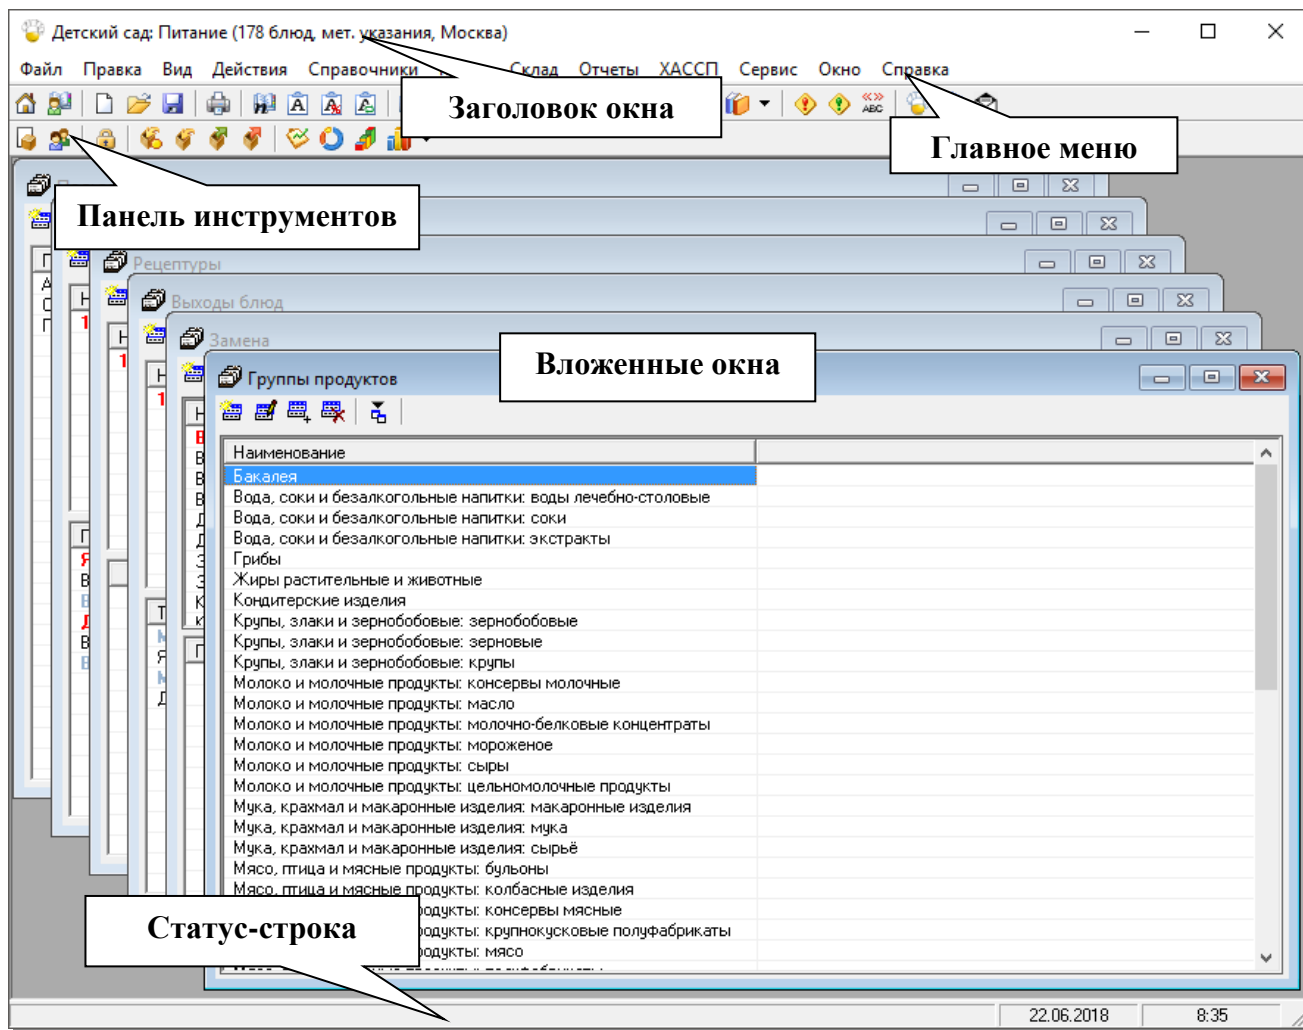 Детский сад: Питание (178 блюд, мет. указания, Москва)
Файл Правка Вид Действия Справочники Склад Отчеты ХАССП Сервис Окно Справка
Заголовок окна
Главное меню
Панель инструментов
Рецептуры
Выходы блюд
Замена
Вложенные окна
Группы продуктов
Наименование
Бакалея
Вода, соки и безалкогольные напитки: воды лечебно-столовые
Вода, соки и безалкогольные напитки: соки
Вода, соки и безалкогольные напитки: экстракты
Грибы
Жиры растительные и животные
Кондитерские изделия
Крупы, злаки и зернобобовые: зернобобовые
Крупы, злаки и зернобобовые: зерновые
Крупы, злаки и зернобобовые: крупы
Молоко и молочные продукты: консервы молочные
Молоко и молочные продукты: масло
Молоко и молочные продукты: молочно-белковые концентраты
Молоко и молочные продукты: мороженое
Молоко и молочные продукты: сыры
Молоко и молочные продукты: цельномолочные продукты
Мука, крахмал и макаронные изделия: макаронные изделия
Мука, крахмал и макаронные изделия: мука
Мука, крахмал и макаронные изделия: сырьё
Мясо, птица и мясные продукты: бульоны
Мясо, птица и мясные продукты: колбасные изделия
одукты: консервы мясные
одукты: крупнокусковые полуфабрикаты
одукты: мясо
Статус-строка
22.06.2018 8:35